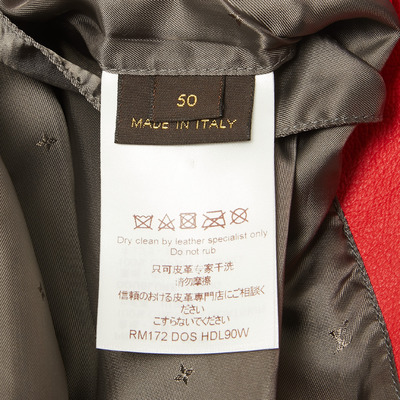 50
MADE IN ITALY
Dry clean by leather specialist only
Do not rub
只可皮革专家干洗
请勿摩擦
信頼のおける皮革専門店にご相談くだ
さい
こすらないでください
RM172 DOS HDL90W